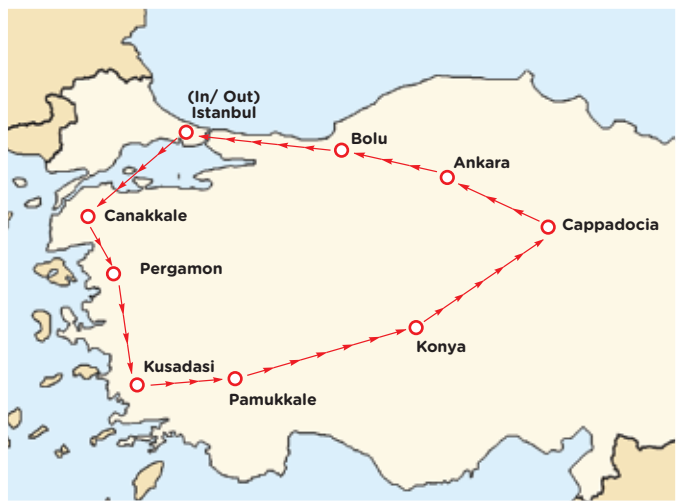 (In/ Out)
Istanbul
Bolu
Ankara
Canakkale
Cappadocia
Pergamon
Konya
Kusadasi
Pamukkale